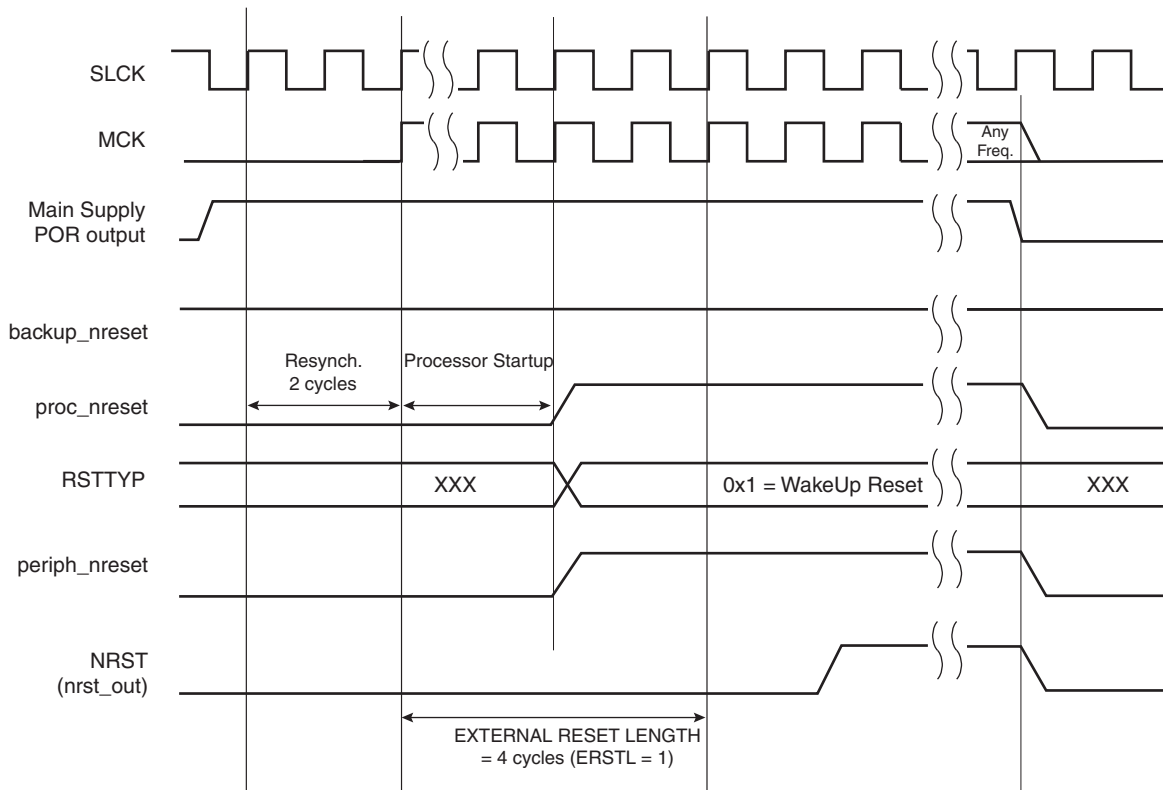 SLCK
MCK
Any
Freq.
Main Supply
POR output
backup_nreset
Resynch.
2 cycles
Processor Startup
proc_nreset
RSTTYP
XXX
0x1 = WakeUp Reset
XXX
periph_nreset
NRST
(nrst_out)
EXTERNAL RESET LENGTH
= 4 cycles (ERSTL = 1)